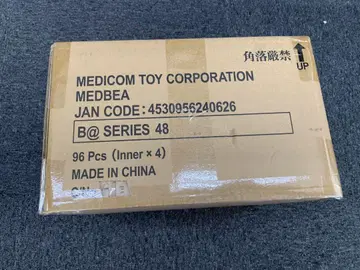 角落厳禁
UP
MEDICOM TOY CORPORATION
MEDBEA
JAN CODE: 4530956240626
B@ SERIES 48
96 Pcs (Inner × 4)
MADE IN CHINA